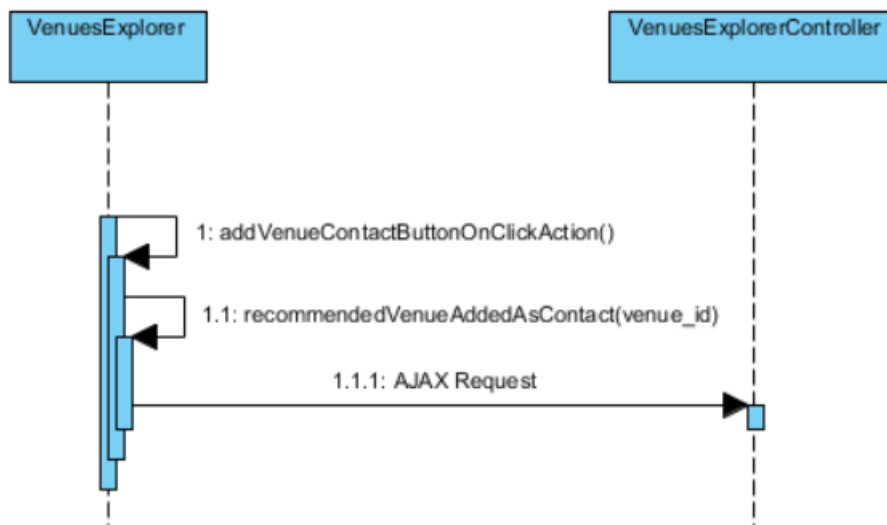 VenuesExplorer
VenuesExplorerController
1: addVenueContactButtonOnClickAction()
1.1: recommendedVenueAddedAsContact(venue_id)
1.1.1: AJAX Request